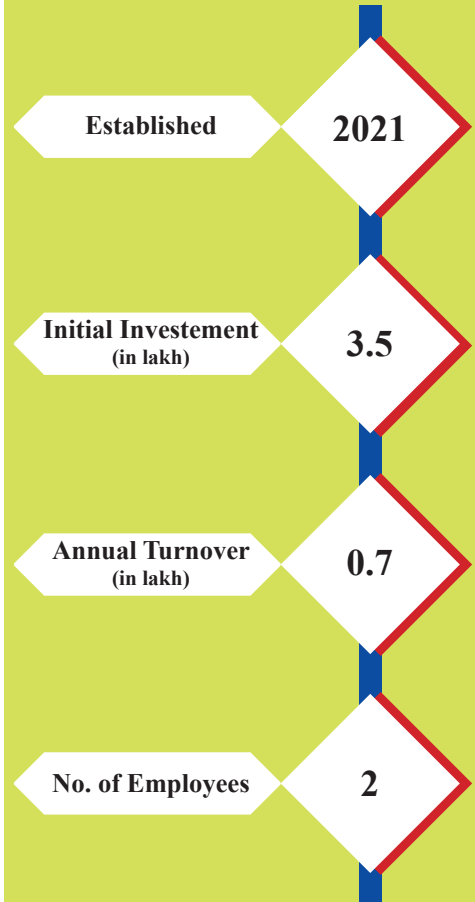 Established
2021
Initial Investement
(in lakh)
3.5
Annual Turnover
(in lakh)
0.7
No. of Employees
2